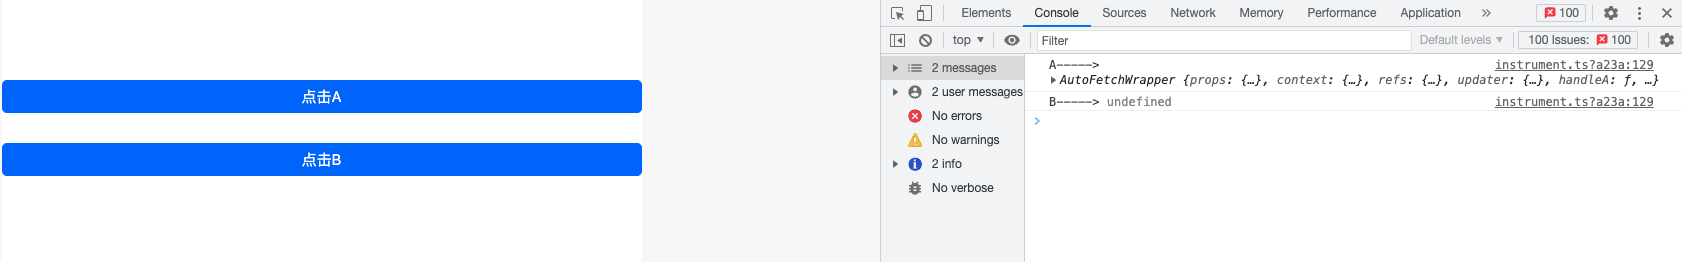 点击A
点击B
Elements Console Sources Network Memory Performance Application » 100
top Filter Default levels 100 Issues: 100
2 messages
2 user messages
No errors
No warnings
2 info
No verbose
A-----> instrument.ts?a23a:129
AutoFetchWrapper {props: {…}, context: {…}, refs: {…}, updater: {…}, handleA: ƒ, …}
B-----> undefined instrument.ts?a23a:129